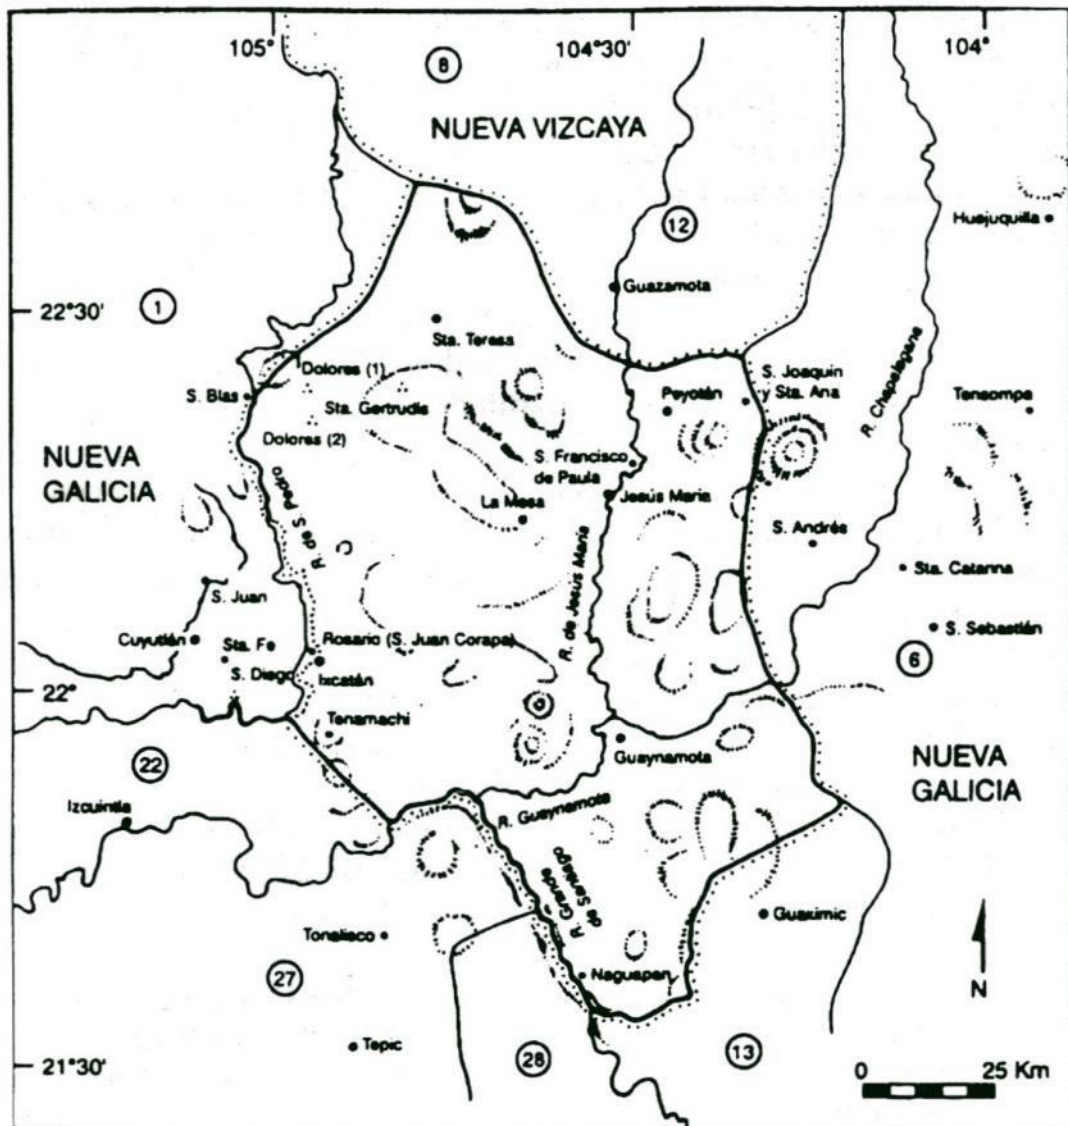 105°
104°30'
104°
8
NUEVA VIZCAYA
12
Huejuquilla
Guazamota
22°30'
1
Sta. Teresa
R. Chapalagana
Dolores (1)
S. Joaquin
y Sta. Ana
Peyotán
Tensompa
S. Blas
Sta. Gertrudis
Dolores (2)
NUEVA
GALICIA
S. Francisco
de Paula
R. de S. Pedro
La Mesa
Jesús María
S. Andrés
Sta. Catarina
S. Juan
R. de Jesús María
Cuyutlán
Sta. F
Rosario (S. Juan Corapa)
S. Sebastián
6
S. Diego
Ixcatán
22°
Tenamachi
Guaynamota
22
NUEVA
GALICIA
Izcuintla
R. Guaynamota
R. Grande
de Santiago
Guaximic
Tonalisco
27
Naguapan
N
Tepic
28
13
21°30'
0
25 Km